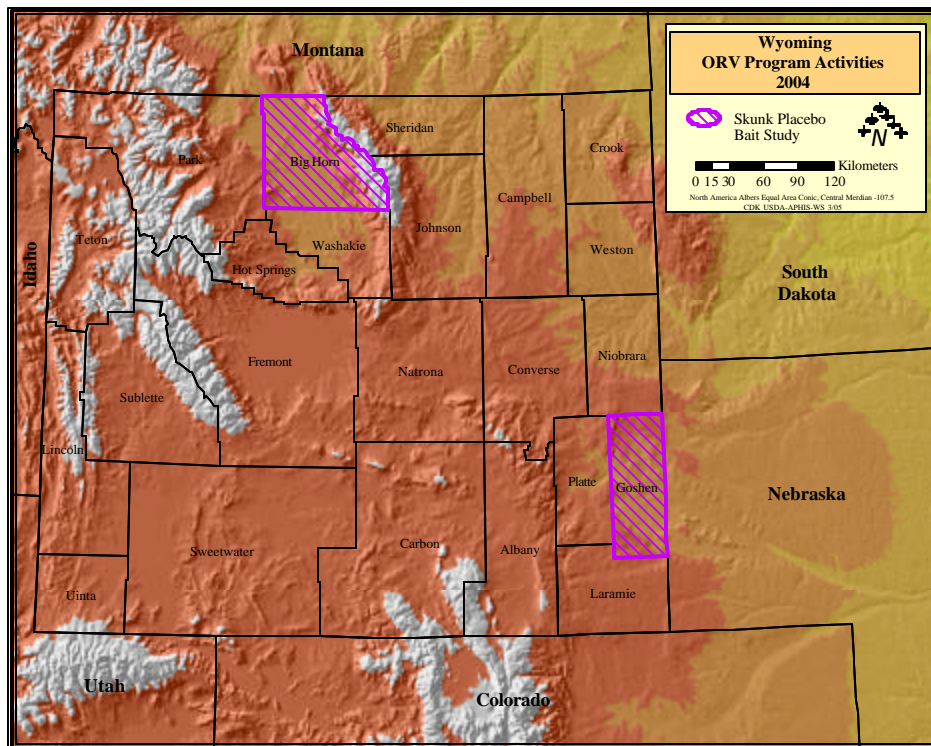 Montana
Wyoming
ORV Program Activities
2004
Skunk Placebo
Bait Study
N
Kilometers
0 15 30 60 90 120
North America Albers Equal Area Conic, Central Median -107.5
CDK USDA-APHIS-WS 3/05
Sheridan
Park
Big Horn
Crook
Campbell
Teton
Johnson
Washakie
Weston
Hot Springs
Idaho
South
Dakota
Fremont
Niobrara
Natrona
Converse
Sublette
Lincoln
Platte
Goshen
Nebraska
Sweetwater
Carbon
Albany
Uinta
Laramie
Utah
Colorado